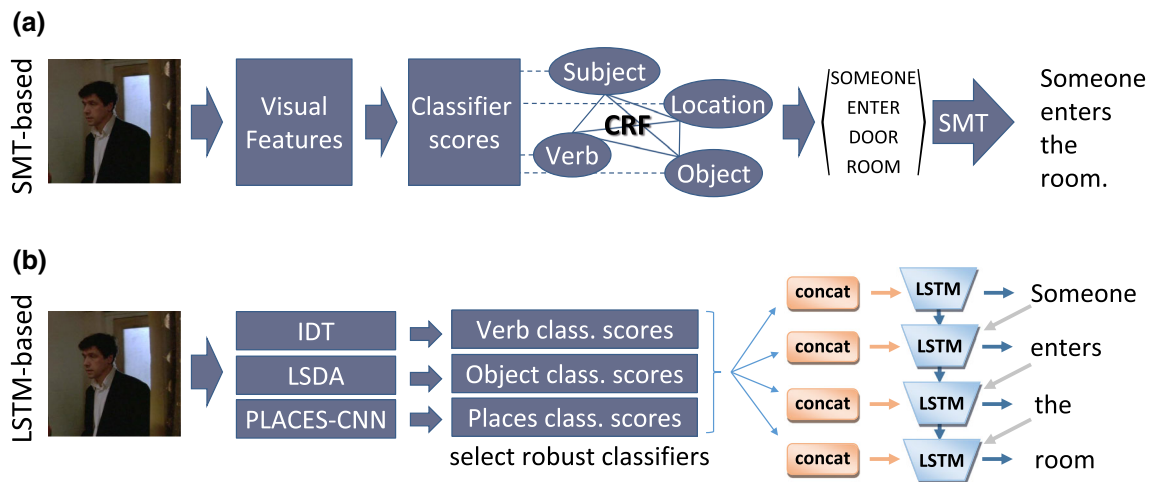 (a)
SMT-based
Visual
Features
Classifier
scores
Subject
Location
CRF
Verb
Object
SOMEONE
ENTER
DOOR
ROOM
SMT
Someone
enters
the
room.
(b)
LSTM-based
IDT
LSDA
PLACES-CNN
Verb class. scores
Object class. scores
Places class. scores
select robust classifiers
concat
LSTM
Someone
concat
LSTM
enters
concat
LSTM
the
concat
LSTM
room